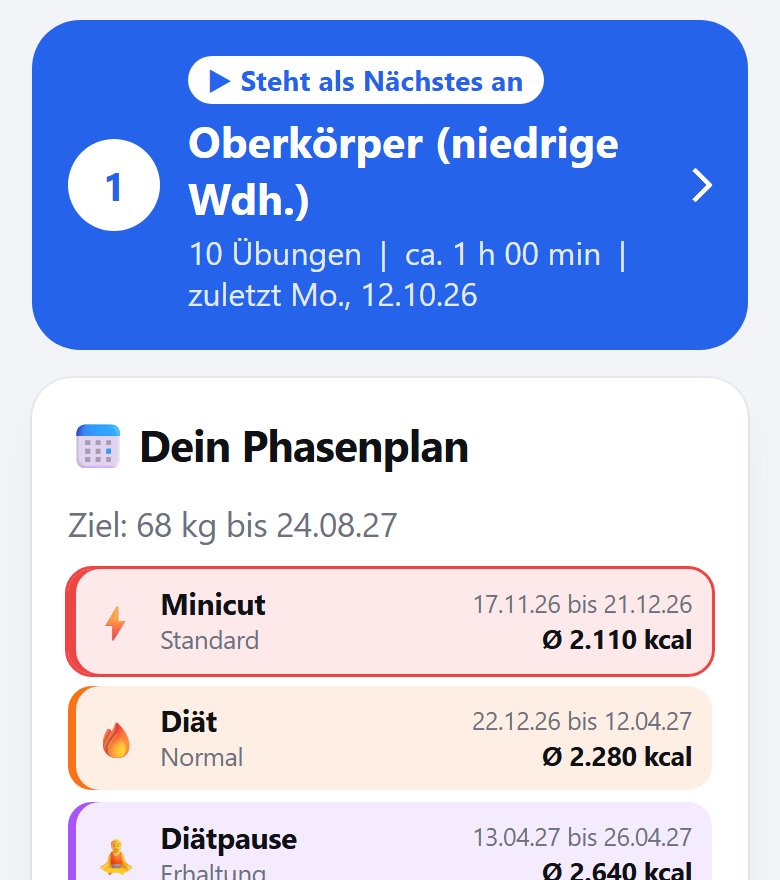 ▶ Steht als Nächstes an
1
Oberkörper (niedrige
Wdh.)
10 Übungen | ca. 1 h 00 min |
zuletzt Mo., 12.10.26
Dein Phasenplan
Ziel: 68 kg bis 24.08.27
Minicut 17.11.26 bis 21.12.26
Standard Ø 2.110 kcal
Diät 22.12.26 bis 12.04.27
Normal Ø 2.280 kcal
Diätpause 13.04.27 bis 26.04.27
Erhaltung Ø 2.640 kcal